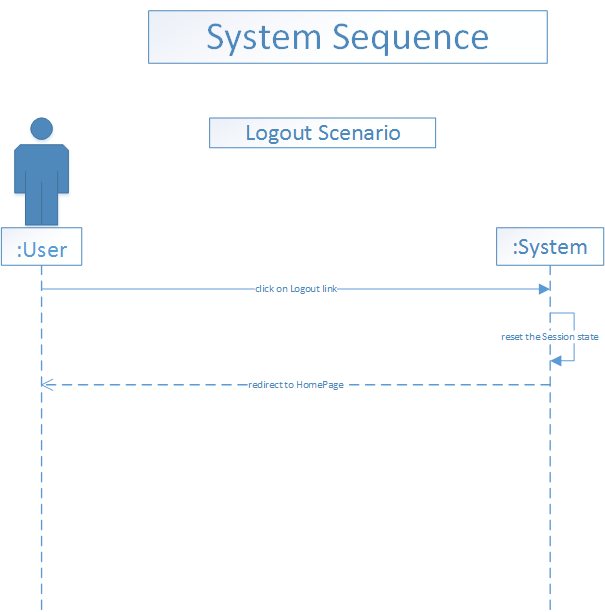 System Sequence
Logout Scenario
:User
:System
click on Logout link
reset the Session state
redirect to HomePage